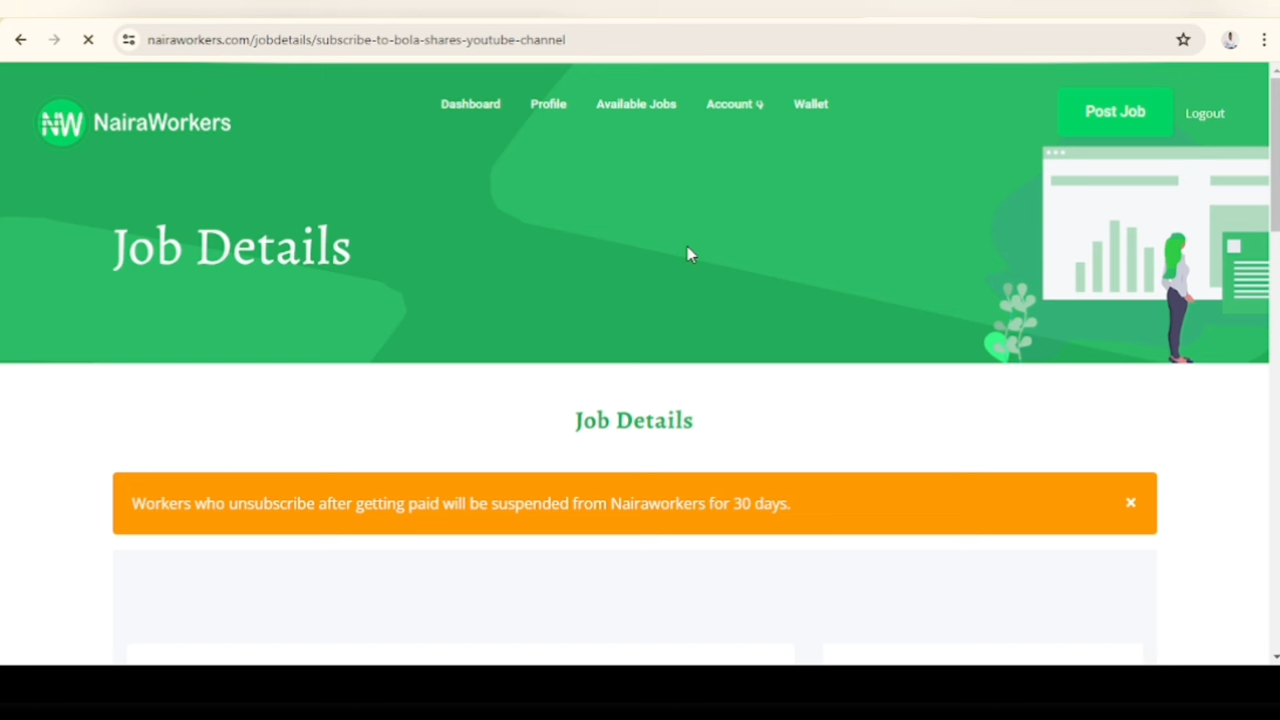 nairaworkers.com/jobdetails/subscribe-to-bola-shares-youtube-channel
NW NairaWorkers
Dashboard Profile Available Jobs Account Wallet
Post Job Logout
Job Details
Job Details
Workers who unsubscribe after getting paid will be suspended from Nairaworkers for 30 days.